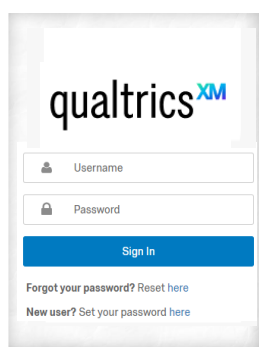 qualtrics XM
Username
Password
Sign In
Forgot your password? Reset here
New user? Set your password here